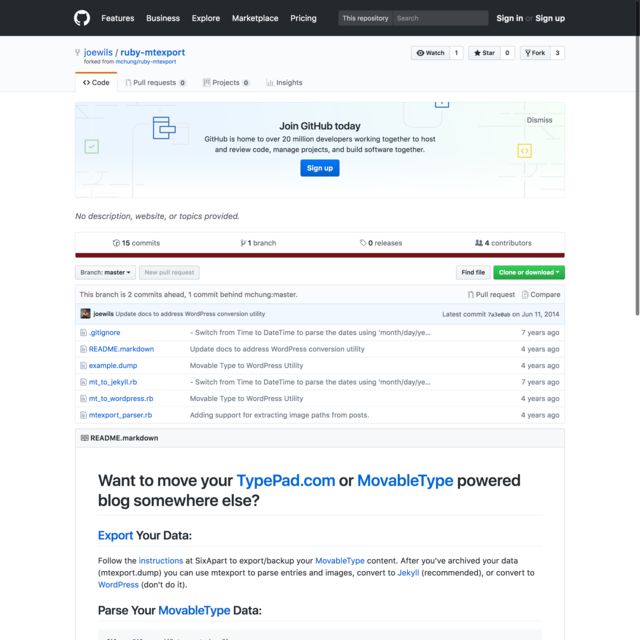 Features Business Explore Marketplace Pricing This repository Search Sign in or Sign up
joewils / ruby-mtexport
forked from mchung/ruby-mtexport
Watch 1 Star 0 Fork 3
Code Pull requests 0 Projects 0 Insights
Dismiss
Join GitHub today
GitHub is home to over 20 million developers working together to host
and review code, manage projects, and build software together.
Sign up
No description, website, or topics provided.
15 commits 1 branch 0 releases 4 contributors
Branch: master New pull request Find file Clone or download
This branch is 2 commits ahead, 1 commit behind mchung:master. Pull request Compare
joewils Update docs to address WordPress conversion utility Latest commit 7a3e8ab on Jun 11, 2014
.gitignore - Switch from Time to DateTime to parse the dates using 'month/day/ye... 7 years ago
README.markdown Update docs to address WordPress conversion utility 4 years ago
example.dump Movable Type to WordPress Utility 4 years ago
mt_to_jekyll.rb - Switch from Time to DateTime to parse the dates using 'month/day/ye... 7 years ago
mt_to_wordpress.rb Movable Type to WordPress Utility 4 years ago
mtexport_parser.rb Adding support for extracting image paths from posts. 4 years ago
README.markdown
Want to move your TypePad.com or MovableType powered
blog somewhere else?
Export Your Data:
Follow the instructions at SixApart to export/backup your MovableType content. After you've archived your data
(mtexport.dump) you can use mtexport to parse entries and images, convert to Jekyll (recommended), or convert to
WordPress (don't do it).
Parse Your MovableType Data: